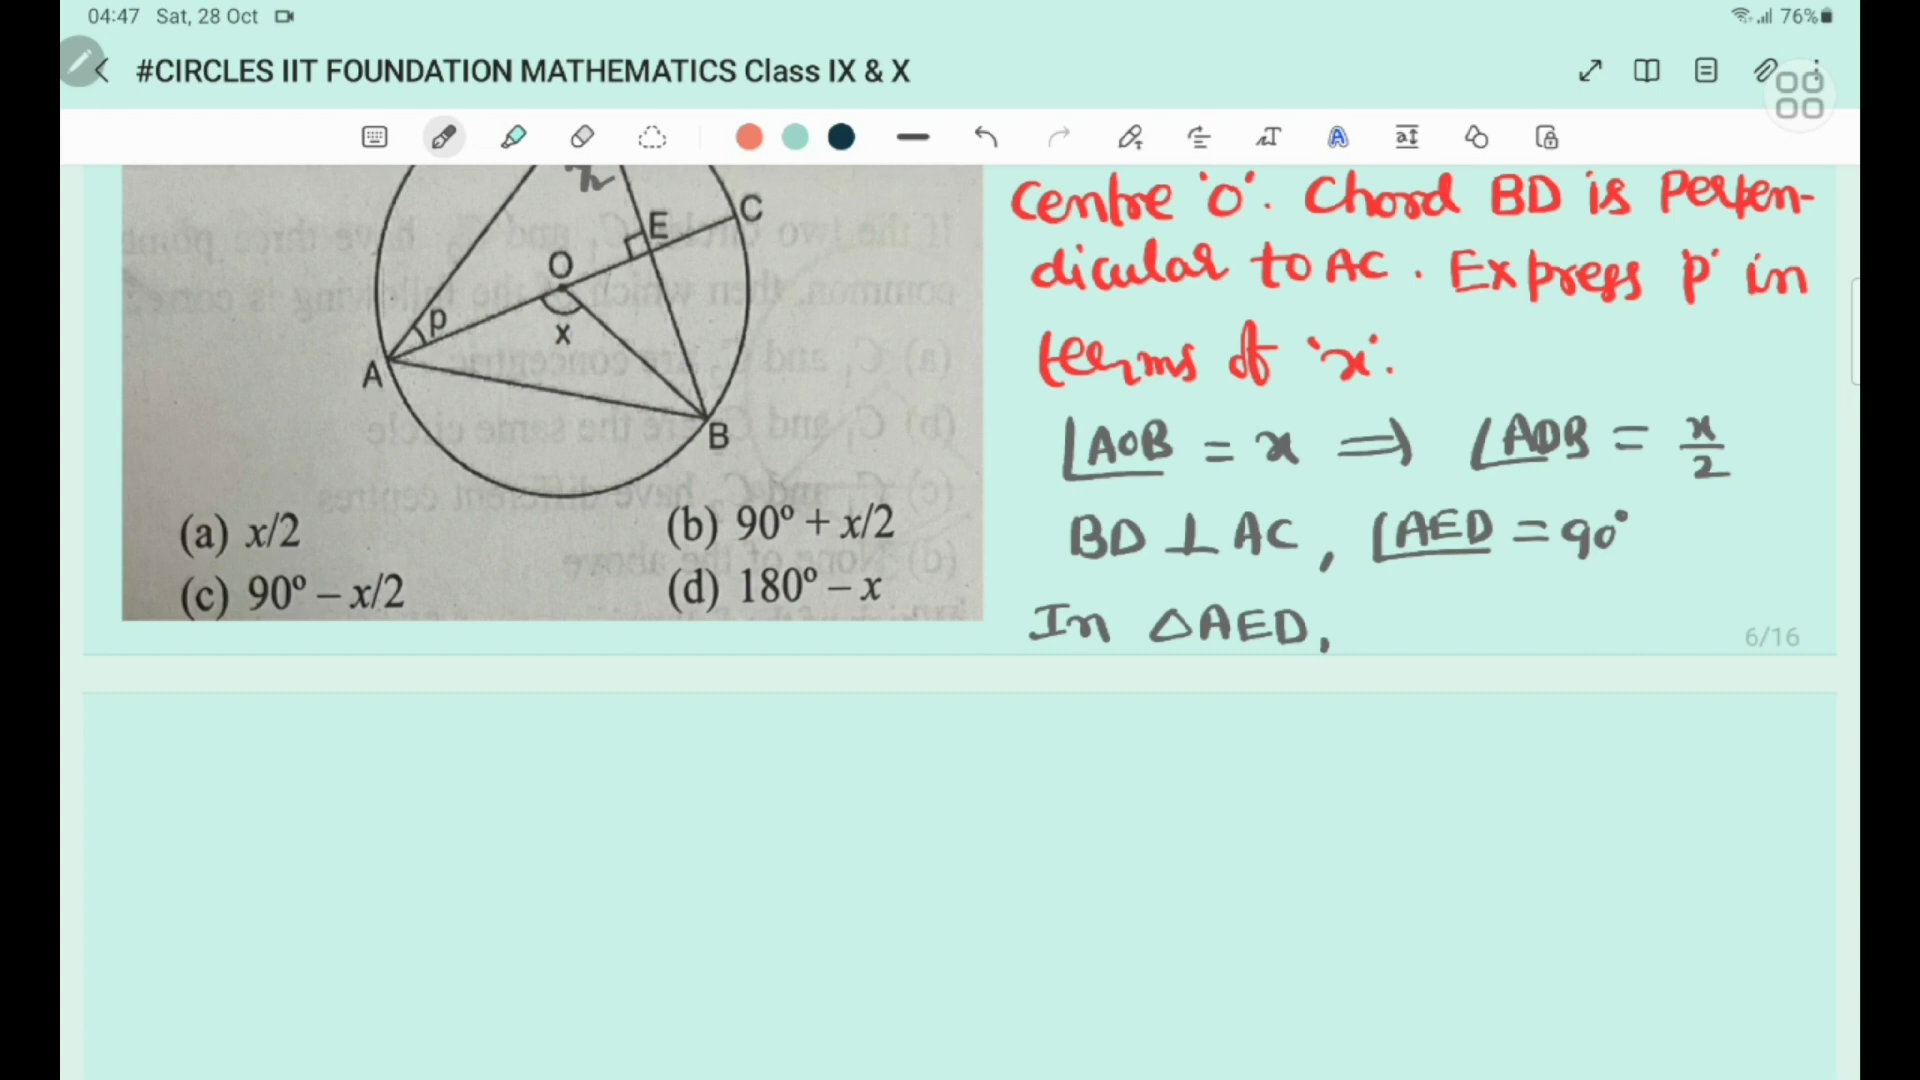 04:47 Sat, 28 Oct
76%
#CIRCLES IIT FOUNDATION MATHEMATICS Class IX & X
E
C
O
P
x
A
B
(a) x/2
(b) 90° + x/2
(c) 90° – x/2
(d) 180° – x
Centre 'O'. Chord BD is Perpen-
dicular to AC. Express 'p' in
terms of 'x'.
∠AOB = x ⇒ ∠ADB = x/2
BD ⊥ AC, ∠AED = 90°
In △AED,
6/16